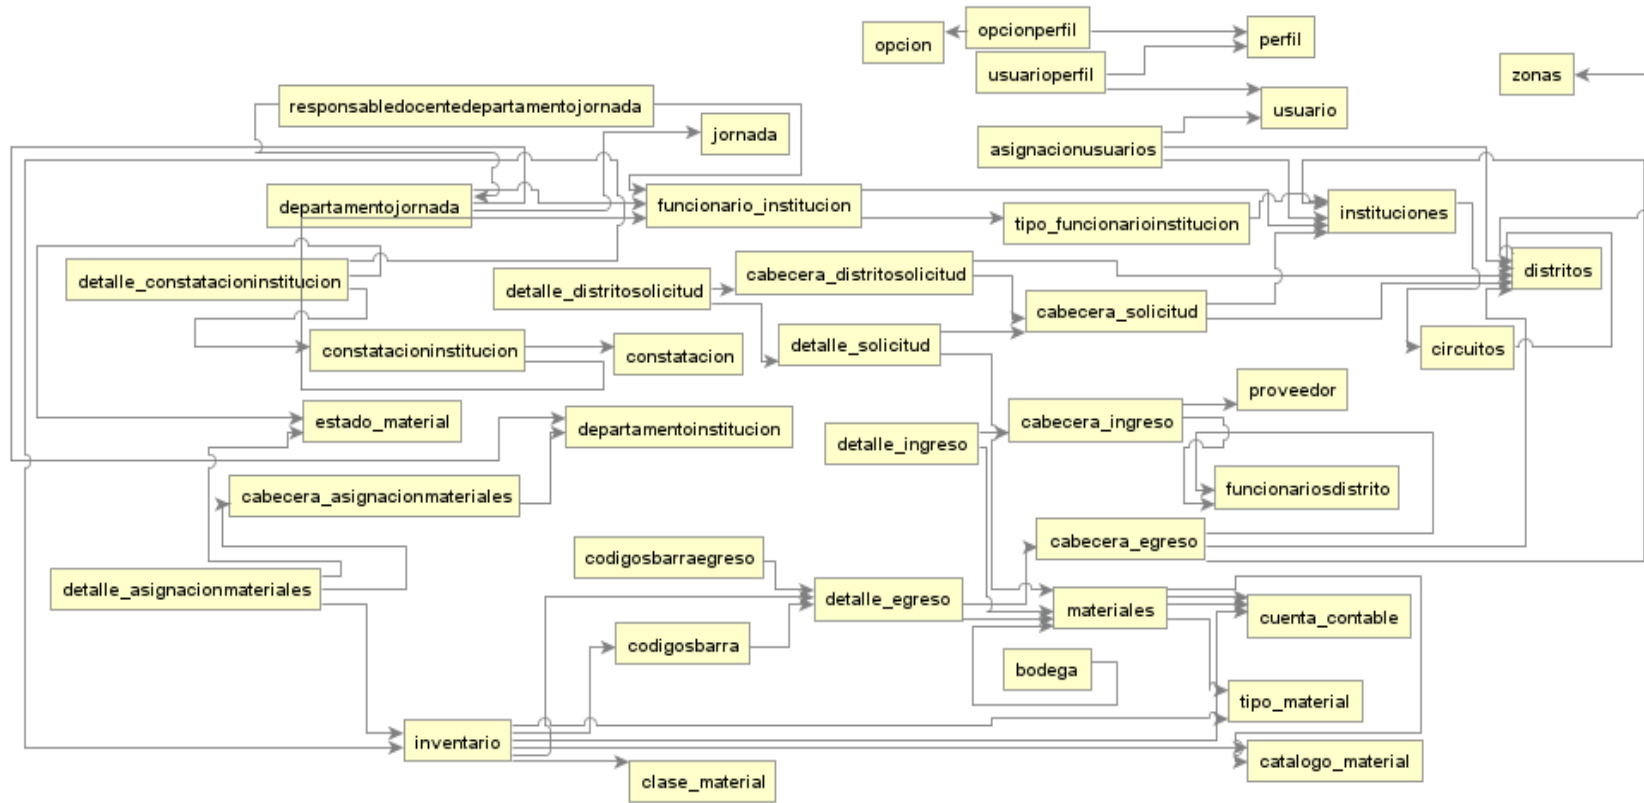 opcion
opcionperfil
perfil
usuarioperfil
zonas
usuario
responsabledocentedepartamentojornada
jornada
asignacionusuarios
departamentojornada
funcionario_institucion
tipo_funcionarioinstitucion
instituciones
detalle_constatacioninstitucion
detalle_distritosolicitud
cabecera_distritosolicitud
distritos
cabecera_solicitud
constatacioninstitucion
constatacion
detalle_solicitud
circuitos
proveedor
estado_material
departamentoinstitucion
cabecera_ingreso
detalle_ingreso
cabecera_asignacionmateriales
funcionariosdistrito
cabecera_egreso
codigosbarraegreso
detalle_asignacionmateriales
detalle_egreso
materiales
cuenta_contable
codigosbarra
bodega
tipo_material
inventario
catalogo_material
clase_material